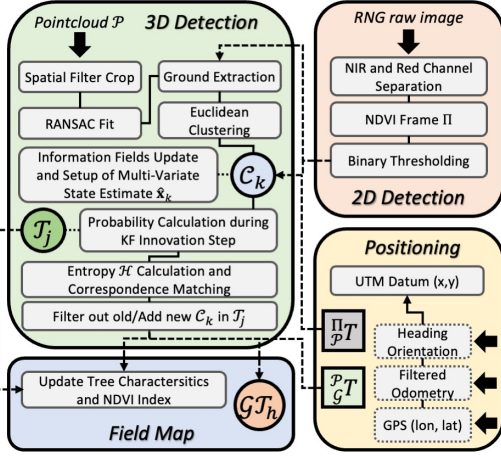 Pointcloud 𝒫
3D Detection
Spatial Filter Crop
Ground Extraction
RANSAC Fit
Euclidean
Clustering
Information Fields Update
and Setup of Multi-Variate
State Estimate x̂ₖ
𝒞ₖ
𝒯ⱼ
Probability Calculation during
KF Innovation Step
Entropy ℋ Calculation and
Correspondence Matching
Filter out old/Add new 𝒞ₖ in 𝒯ⱼ
Update Tree Charactersitics
and NDVI Index
𝒢𝒯ₕ
Field Map
RNG raw image
NIR and Red Channel
Separation
NDVI Frame Π
Binary Thresholding
2D Detection
Positioning
UTM Datum (x,y)
Π
𝒫 T
Heading
Orientation
𝒫
𝒢 T
Filtered
Odometry
GPS (lon, lat)